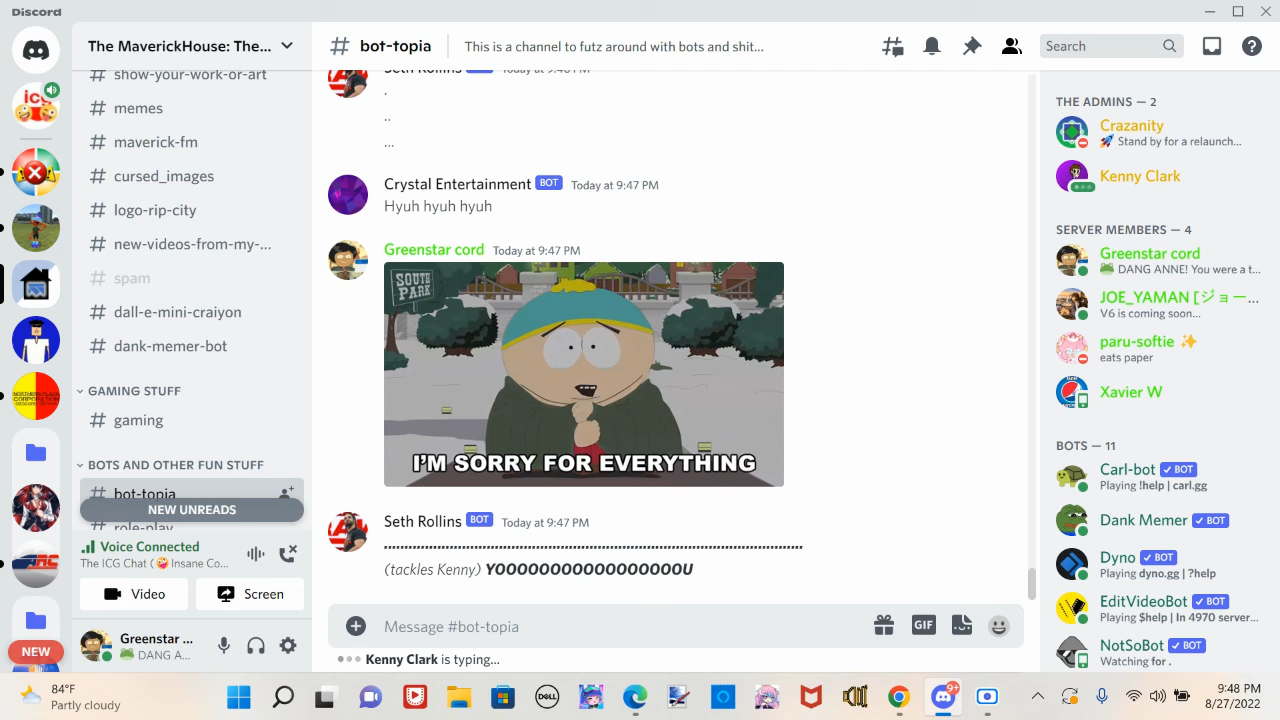 Discord
The MaverickHouse: The...
# bot-topia
This is a channel to futz around with bots and shit...
Search
# show-your-work-or-art
# memes
# maverick-fm
# cursed_images
# logo-rip-city
# new-videos-from-my-...
# spam
# dall-e-mini-craiyon
# dank-memer-bot
GAMING STUFF
# gaming
BOTS AND OTHER FUN STUFF
# bot-topia
NEW UNREADS
# role-play
Voice Connected
The ICG Chat ( Insane Co...
Video
Screen
Greenstar ...
DANG A...
NEW
Seth Rollins BOT Today at 9:46 PM
.
..
...
Crystal Entertainment BOT Today at 9:47 PM
Hyuh hyuh hyuh
Greenstar cord Today at 9:47 PM
SOUTH
PARK
I'M SORRY FOR EVERYTHING
Seth Rollins BOT Today at 9:47 PM
(tackles Kenny) YOOOOOOOOOOOOOOOOOOU
Message #bot-topia
GIF
Kenny Clark is typing...
THE ADMINS — 2
Crazanity
Stand by for a relaunch...
Kenny Clark
SERVER MEMBERS — 4
Greenstar cord
DANG ANNE! You were a t...
JOE_YAMAN [ジョー...
V6 is coming soon...
paru-softie
eats paper
Xavier W
BOTS — 11
Carl-bot BOT
Playing !help | carl.gg
Dank Memer BOT
Dyno BOT
Playing dyno.gg | ?help
EditVideoBot BOT
Playing $help | In 4970 server...
NotSoBot BOT
Watching for .
84°F
Partly cloudy
DELL
9+
9:48 PM
8/27/2022